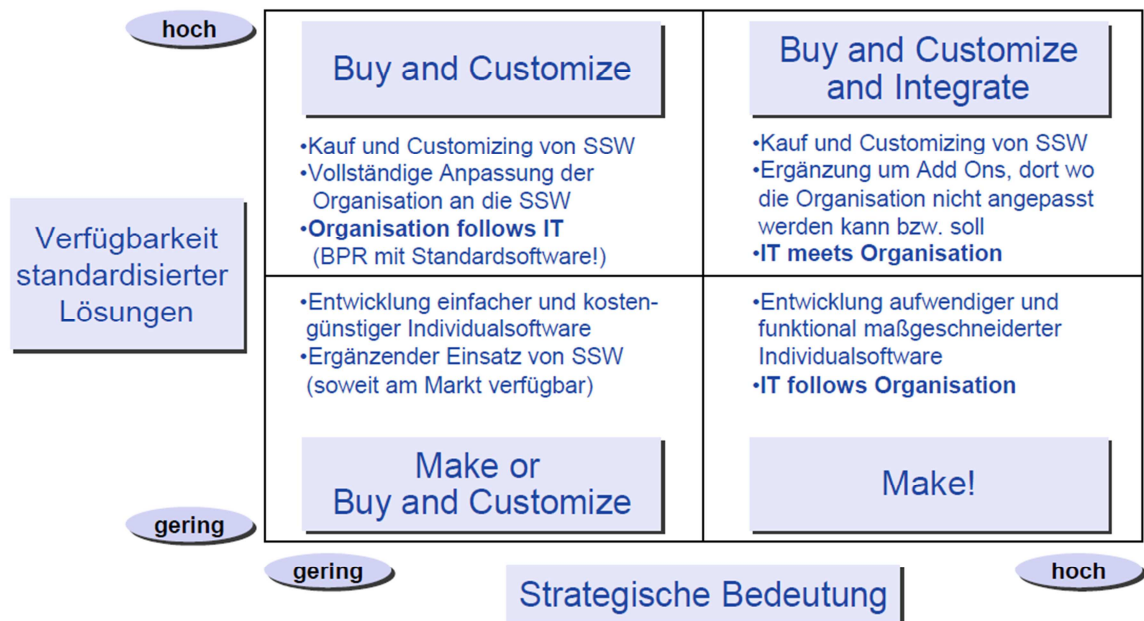 hoch
Buy and Customize
•Kauf und Customizing von SSW
•Vollständige Anpassung der
Organisation an die SSW
•Organisation follows IT
(BPR mit Standardsoftware!)
Buy and Customize
and Integrate
•Kauf und Customizing von SSW
•Ergänzung um Add Ons, dort wo
die Organisation nicht angepasst
werden kann bzw. soll
•IT meets Organisation
Verfügbarkeit
standardisierter
Lösungen
•Entwicklung einfacher und kosten-
günstiger Individualsoftware
•Ergänzender Einsatz von SSW
(soweit am Markt verfügbar)
Make or
Buy and Customize
•Entwicklung aufwendiger und
funktional maßgeschneiderter
Individualsoftware
•IT follows Organisation
Make!
gering
gering
Strategische Bedeutung
hoch